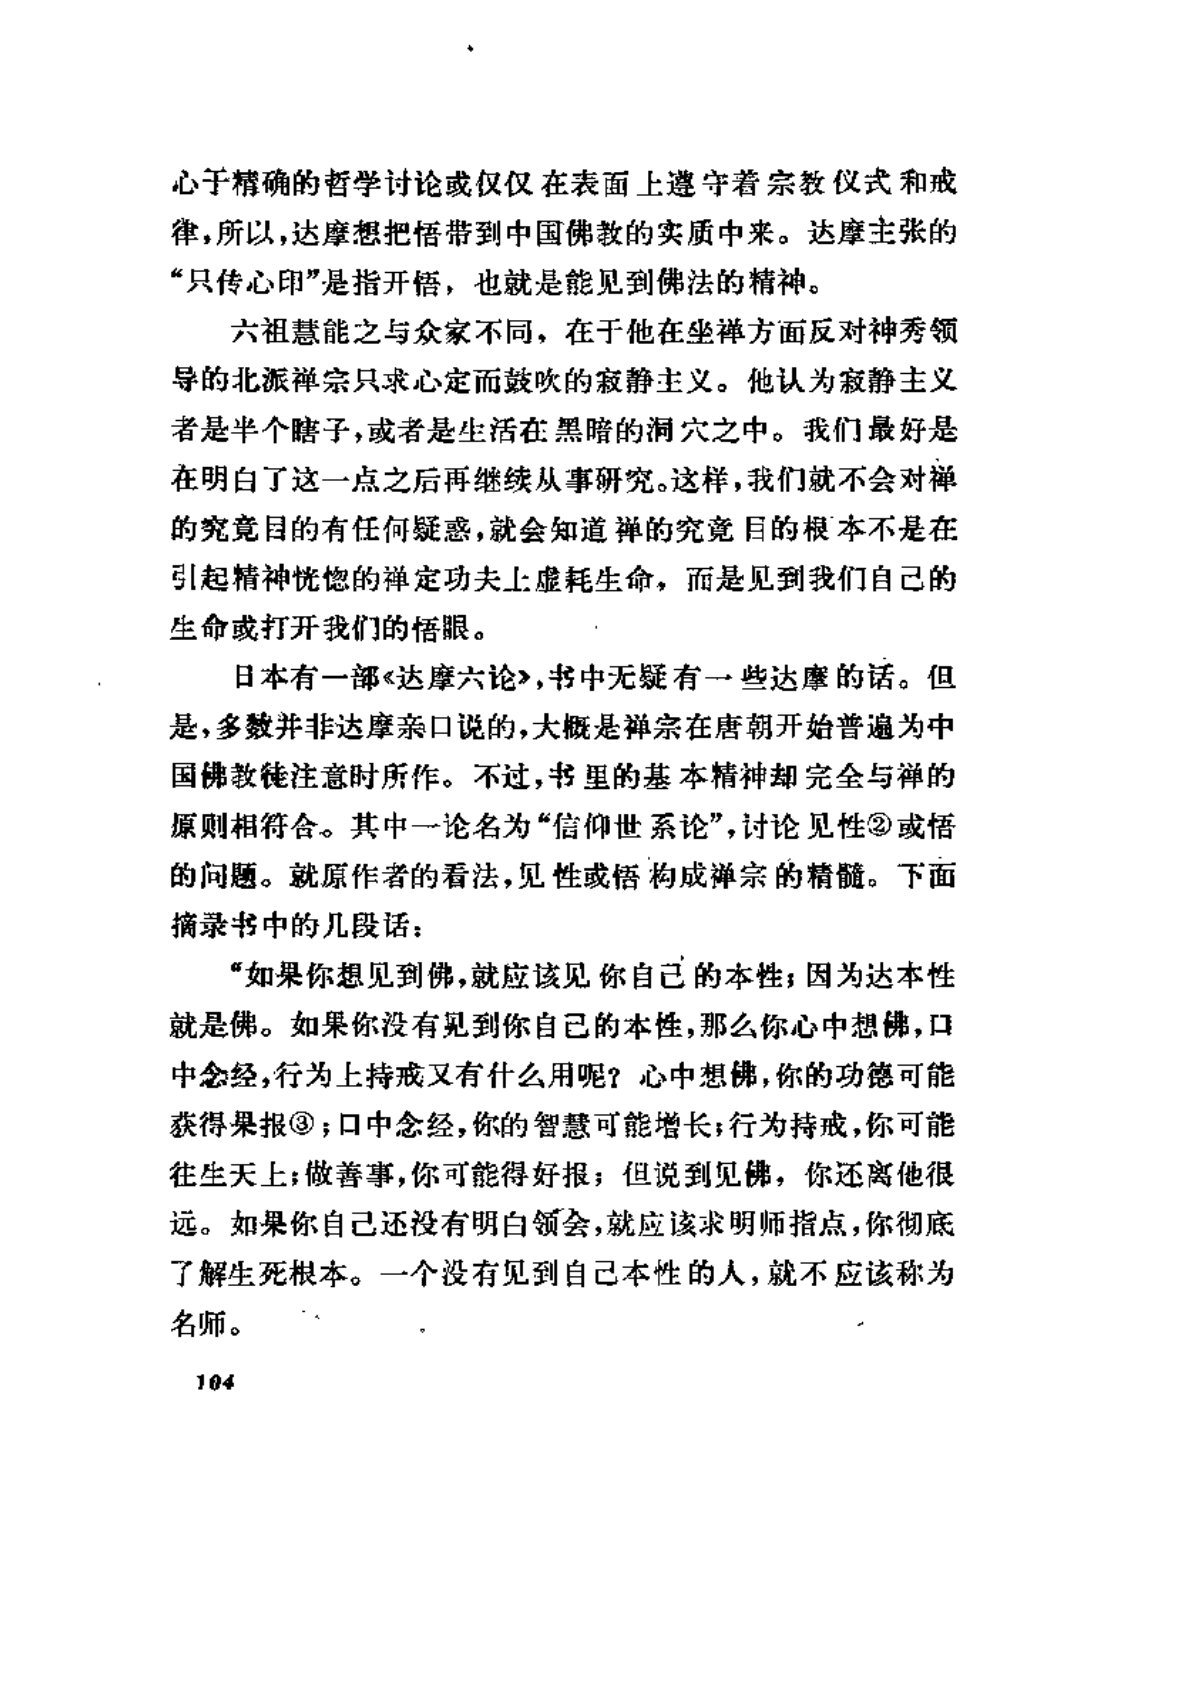 心于精确的哲学讨论或仅仅在表面上遵守着宗教仪式和戒
律,所以,达摩想把悟带到中国佛教的实质中来。达摩主张的
“只传心印”是指开悟，也就是能见到佛法的精神。
六祖慧能之与众家不同，在于他在坐禅方面反对神秀领
导的北派禅宗只求心定而鼓吹的寂静主义。他认为寂静主义
者是半个瞎子,或者是生活在黑暗的洞穴之中。我们最好是
在明白了这一点之后再继续从事研究。这样,我们就不会对禅
的究竟目的有任何疑惑,就会知道禅的究竟目的根本不是在
引起精神恍惚的禅定功夫上虚耗生命，而是见到我们自己的
生命或打开我们的悟眼。
日本有一部《达摩六论》,书中无疑有一些达摩的话。但
是,多数并非达摩亲口说的,大概是禅宗在唐朝开始普遍为中
国佛教徒注意时所作。不过,书里的基本精神却完全与禅的
原则相符合。其中一论名为“信仰世系论”,讨论见性②或悟
的问题。就原作者的看法,见性或悟构成禅宗的精髓。下面
摘录书中的几段话：
“如果你想见到佛,就应该见你自己的本性；因为达本性
就是佛。如果你没有见到你自己的本性,那么你心中想佛,口
中念经,行为上持戒又有什么用呢？心中想佛,你的功德可能
获得果报③；口中念经,你的智慧可能增长；行为持戒,你可能
往生天上；做善事,你可能得好报；但说到见佛，你还离他很
远。如果你自己还没有明白领会,就应该求明师指点,你彻底
了解生死根本。一个没有见到自己本性的人,就不应该称为
名师。
104